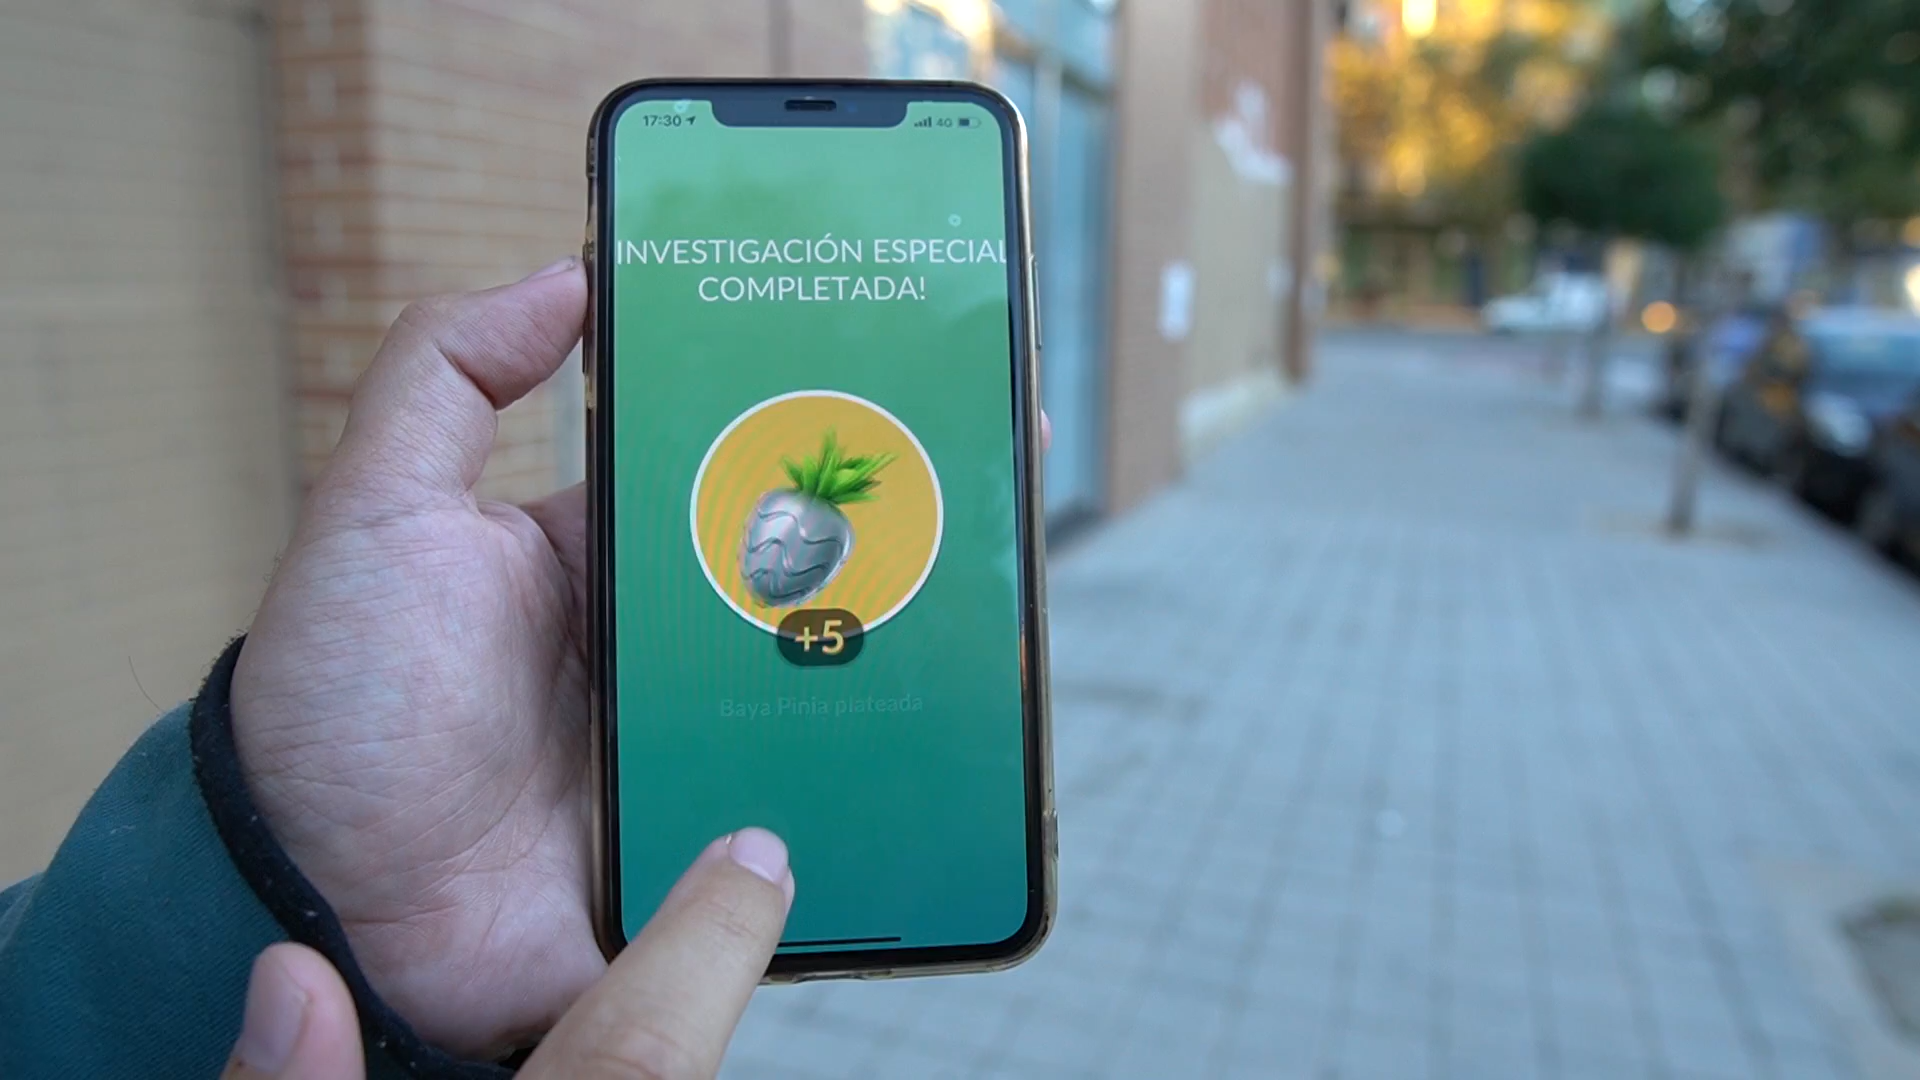 17:30
4G
INVESTIGACIÓN ESPECIAL
COMPLETADA!
+5
Baya Pinia plateada